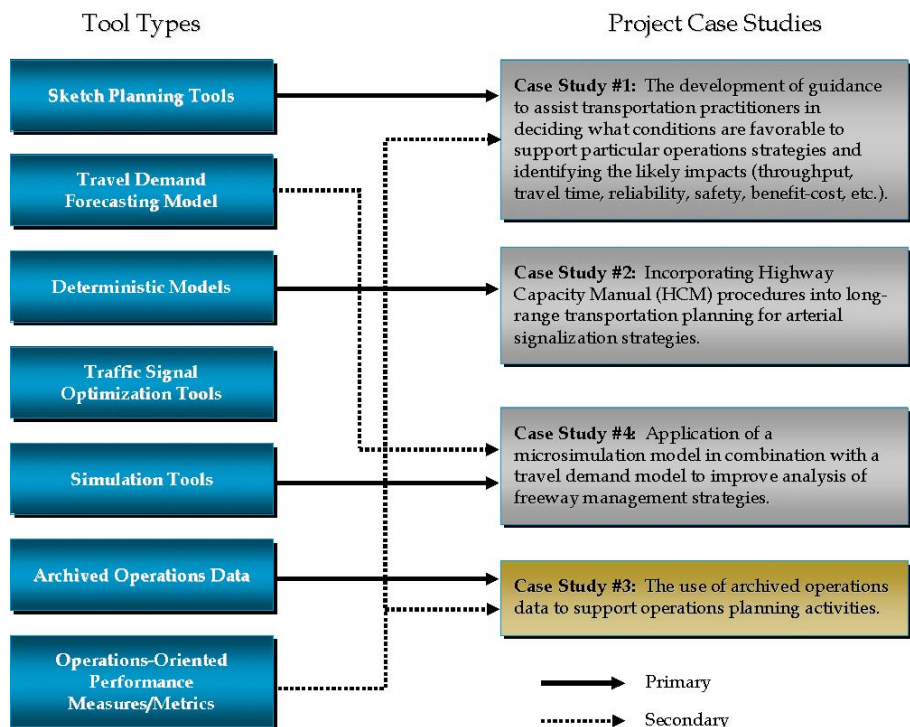 Tool Types
Project Case Studies
Sketch Planning Tools
Travel Demand
Forecasting Model
Deterministic Models
Traffic Signal
Optimization Tools
Simulation Tools
Archived Operations Data
Operations-Oriented
Performance
Measures/Metrics
Case Study #1: The development of guidance
to assist transportation practitioners in
deciding what conditions are favorable to
support particular operations strategies and
identifying the likely impacts (throughput,
travel time, reliability, safety, benefit-cost, etc.).
Case Study #2: Incorporating Highway
Capacity Manual (HCM) procedures into long-
range transportation planning for arterial
signalization strategies.
Case Study #4: Application of a
microsimulation model in combination with a
travel demand model to improve analysis of
freeway management strategies.
Case Study #3: The use of archived operations
data to support operations planning activities.
Primary
Secondary